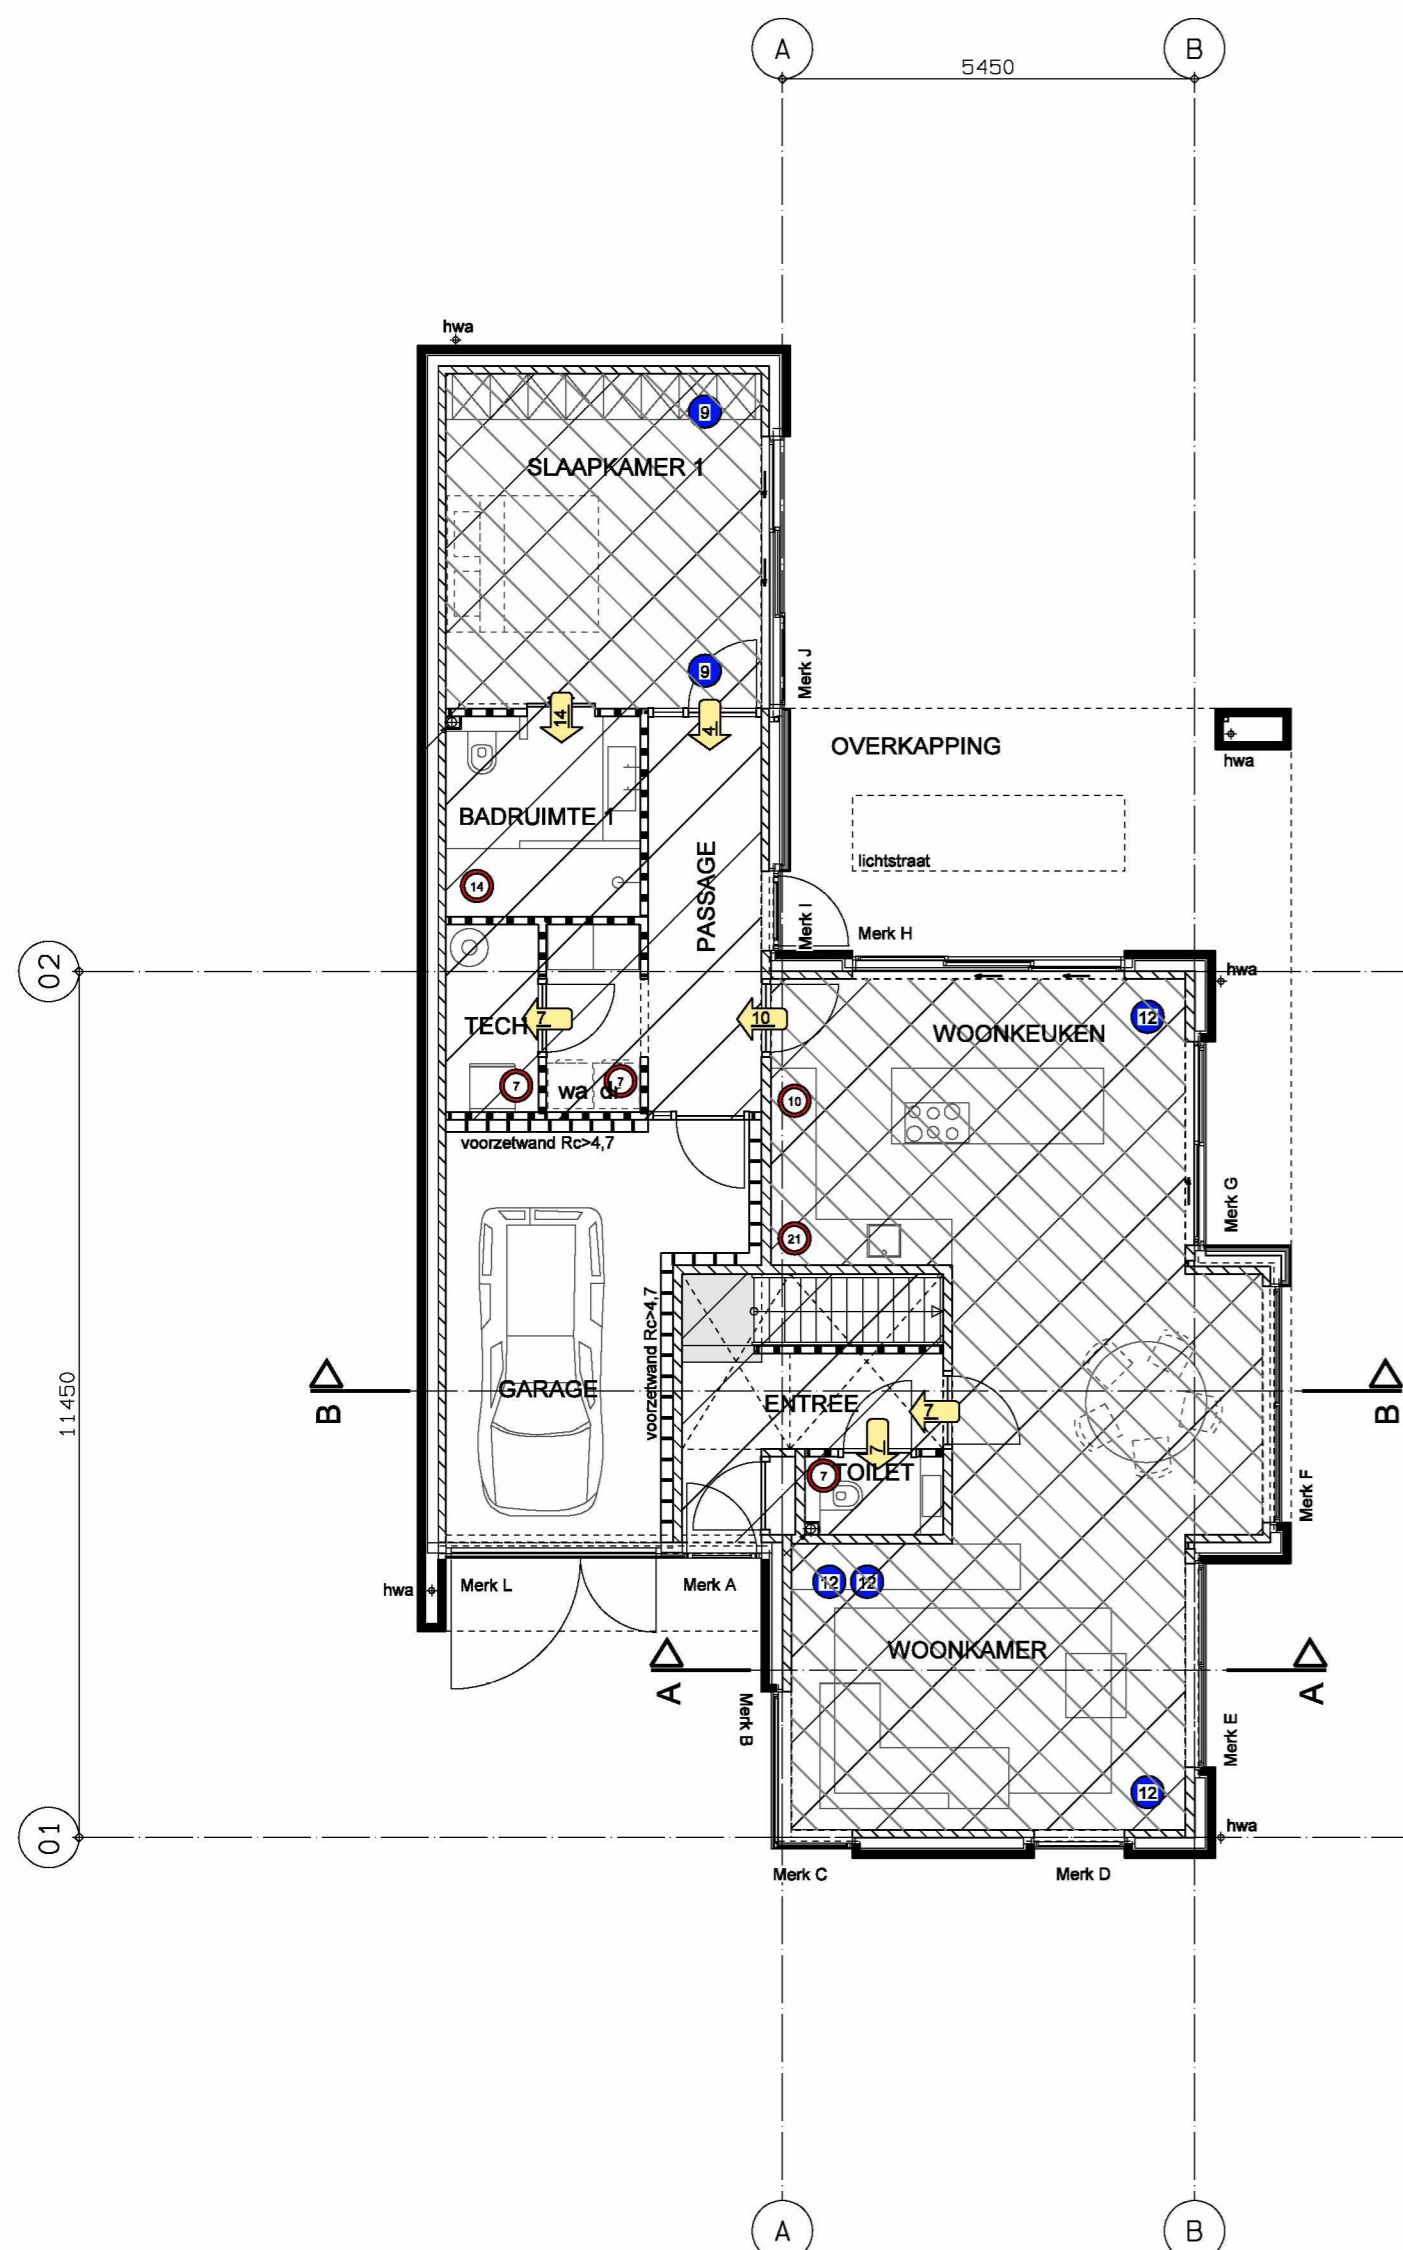 A
B
5450
hwa
9
SLAAPKAMER 1
9
Merk J
14
4
OVERKAPPING
hwa
BADRUIMTE 1
lichtstraat
14
PASSAGE
Merk I
Merk H
02
hwa
TECH
7
10
WOONKEUKEN
12
7
wa
dr
7
10
voorzetwand Rc>4,7
Merk G
21
voorzetwand Rc>4,7
11450
B
GARAGE
ENTREE
7
B
7
7
TOILET
Merk F
hwa
Merk L
Merk A
12
12
WOONKAMER
A
A
Merk B
Merk E
12
01
hwa
Merk C
Merk D
A
B